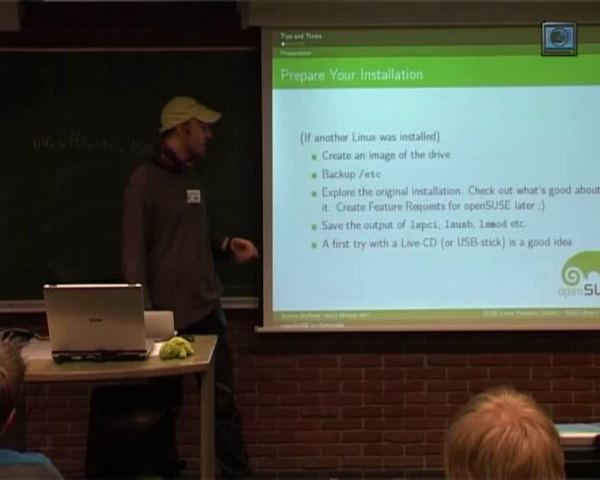 Tips and Tricks
Preparation
Prepare Your Installation
(If another Linux was installed)
Create an image of the drive
Backup /etc
Explore the original installation. Check out what's good about
it. Create Feature Requests for openSUSE later ;)
Save the output of lspci, lsusb, lsmod etc.
A first try with a Live-CD (or USB-stick) is a good idea
openSU